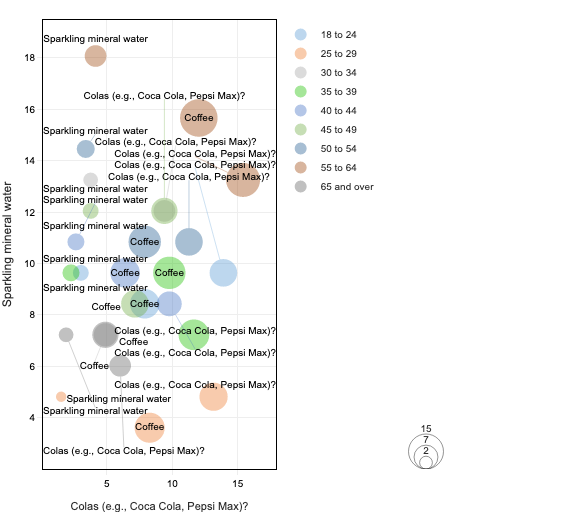 18 to 24
25 to 29
30 to 34
35 to 39
40 to 44
45 to 49
50 to 54
55 to 64
65 and over
Sparkling mineral water
18
Colas (e.g., Coca Cola, Pepsi Max)?
16
Coffee
Sparkling mineral water
Colas (e.g., Coca Cola, Pepsi Max)?
Colas (e.g., Coca Cola, Pepsi Max)?
14
Colas (e.g., Coca Cola, Pepsi Max)?
Colas (e.g., Coca Cola, Pepsi Max)?
Sparkling mineral water
Sparkling mineral water
12
Sparkling mineral water
Coffee
Sparkling mineral water
10
Coffee
Coffee
Sparkling mineral water
8
Coffee
Coffee
Colas (e.g., Coca Cola, Pepsi Max)?
Coffee
Colas (e.g., Coca Cola, Pepsi Max)?
6
Coffee
Colas (e.g., Coca Cola, Pepsi Max)?
Sparkling mineral water
Sparkling mineral water
4
Coffee
Colas (e.g., Coca Cola, Pepsi Max)?
Sparkling mineral water
5
10
15
Colas (e.g., Coca Cola, Pepsi Max)?
15
7
2